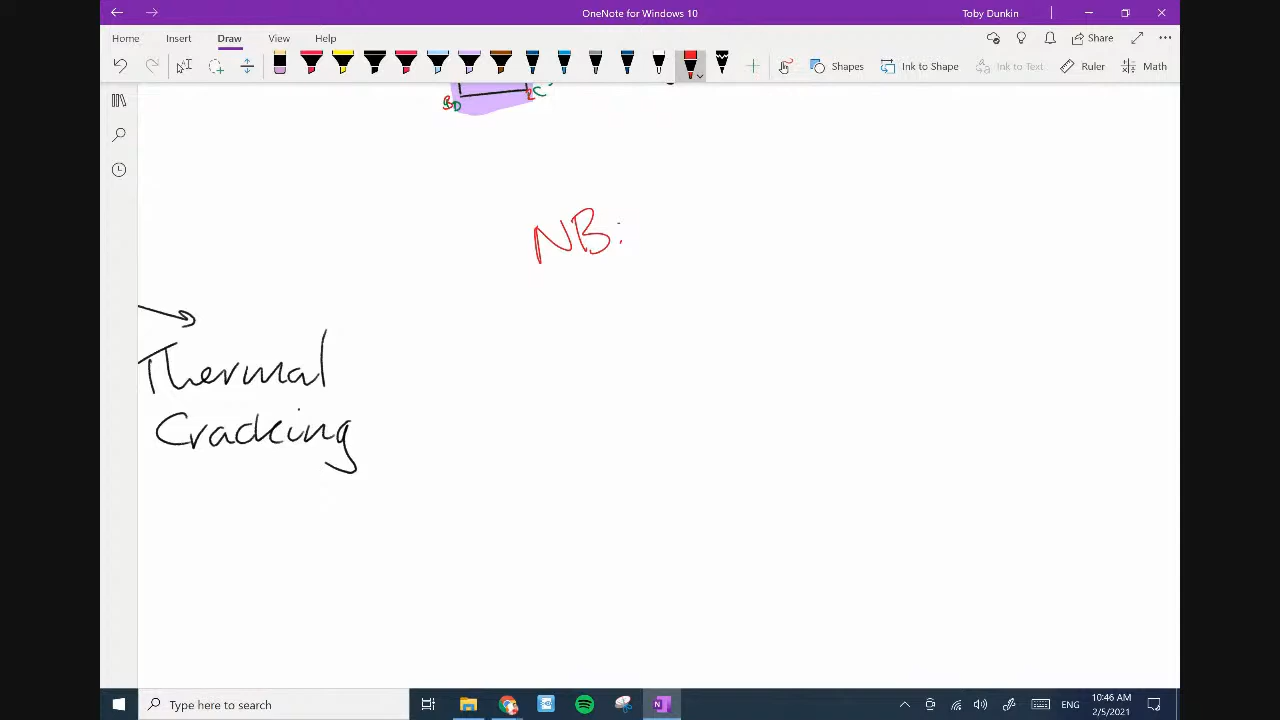 OneNote for Windows 10
Toby Dunkin
Home Insert Draw View Help
Share
Shapes Ink to Shape Ink to Text Ruler Math
BD C
NB:
Thermal
Cracking
Type here to search
ENG
10:46 AM
2/5/2021